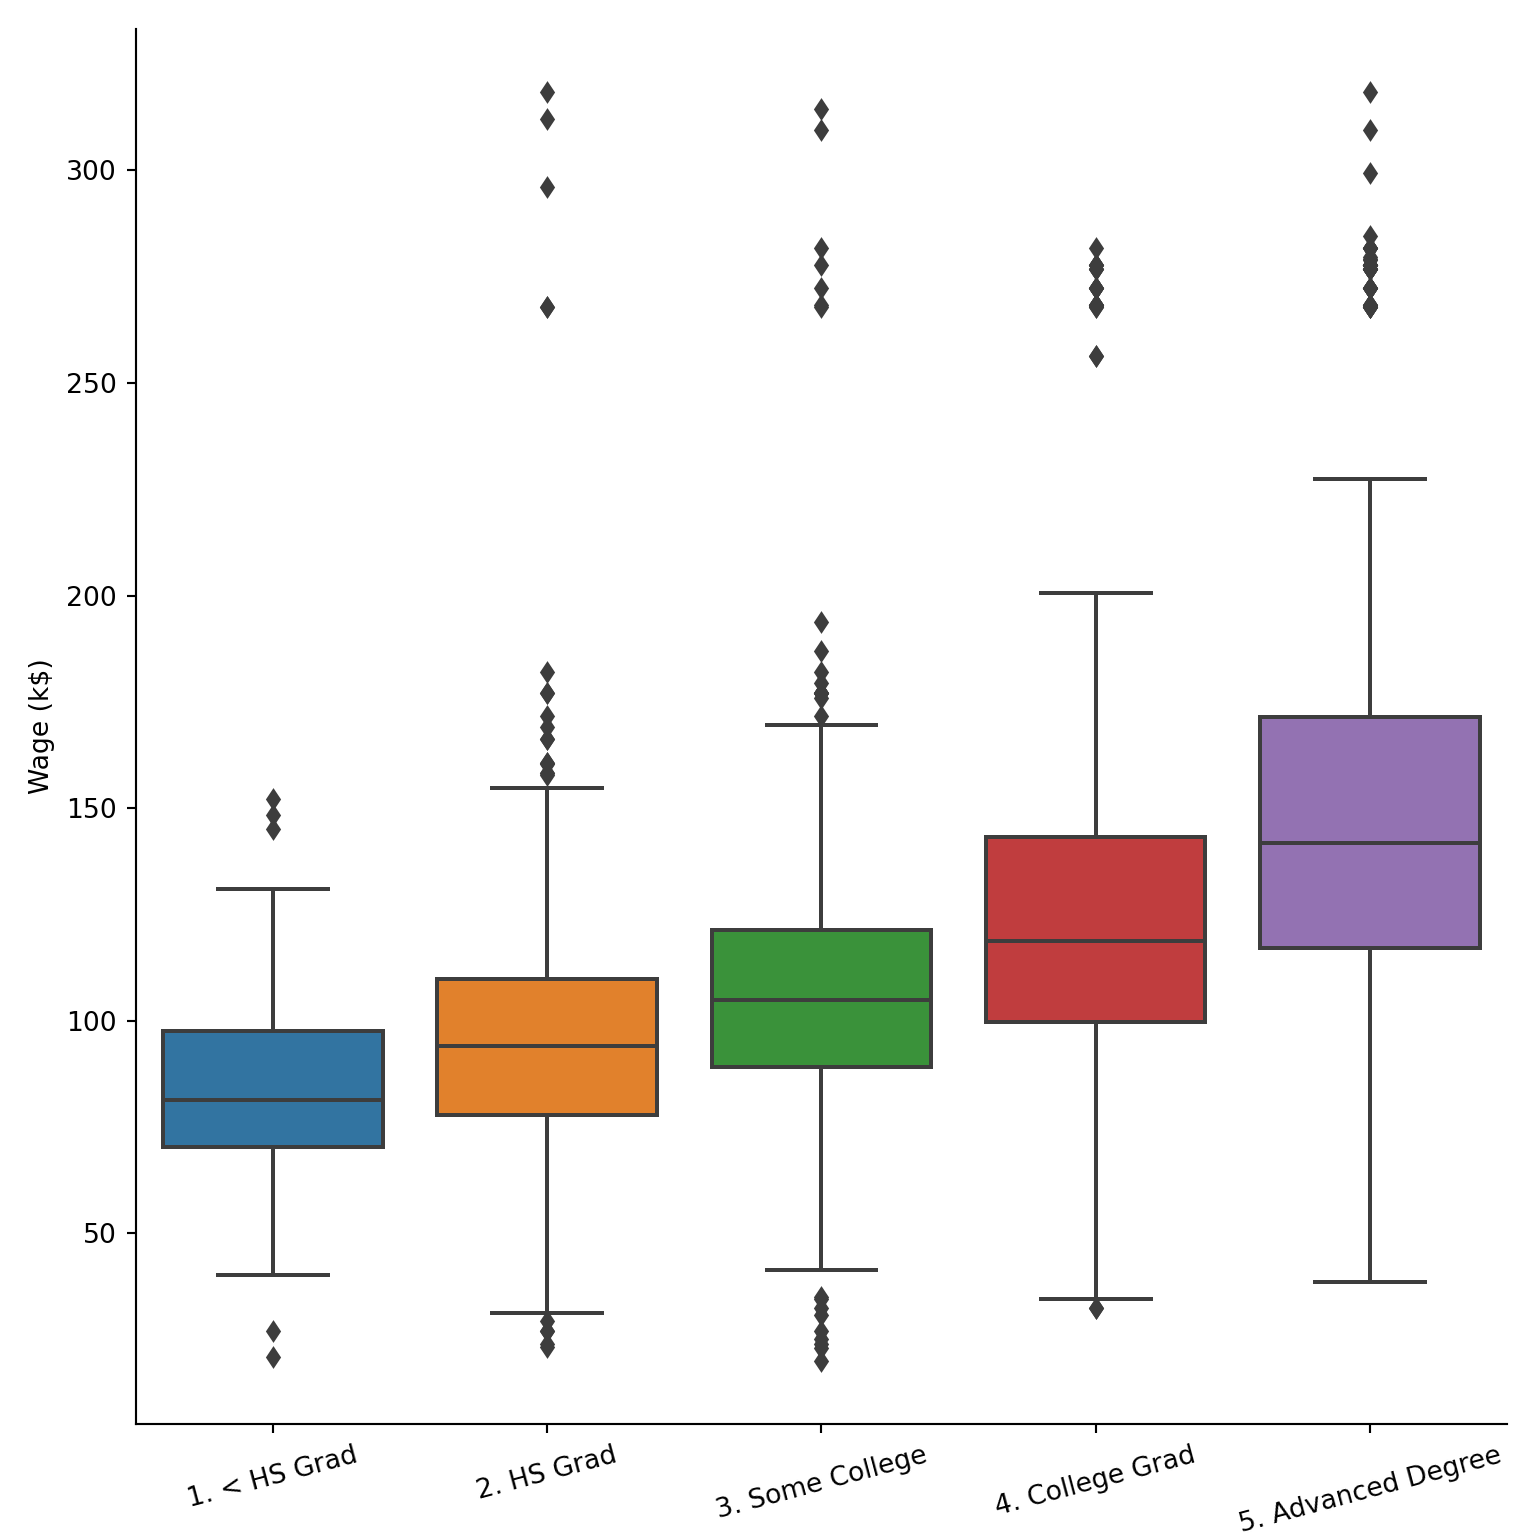 300
250
200
150
100
50
Wage (k$)
1. < HS Grad
2. HS Grad
3. Some College
4. College Grad
5. Advanced Degree